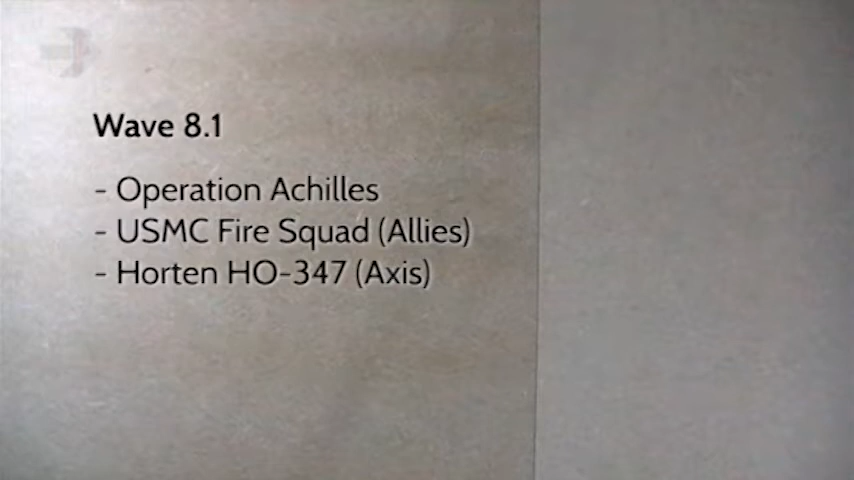 Wave 8.1
- Operation Achilles
- USMC Fire Squad (Allies)
- Horten HO-347 (Axis)